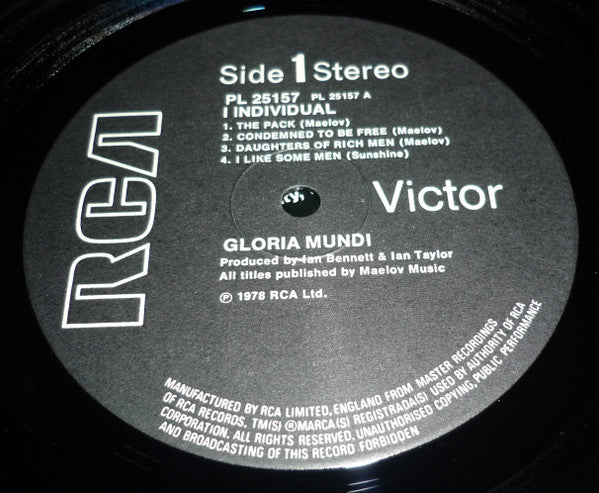 Side 1 Stereo
PL 25157 PL 25157 A
I INDIVIDUAL
1. THE PACK (Maelov)
2. CONDEMNED TO BE FREE (Maelov)
3. DAUGHTERS OF RICH MEN (Maelov)
4. I LIKE SOME MEN (Sunshine)
RCA
cy,
Victor
GLORIA MUNDI
Produced by Ian Bennett & Ian Taylor
All titles published by Maelov Music
℗ 1978 RCA Ltd.
MANUFACTURED BY RCA LIMITED, ENGLAND FROM MASTER RECORDINGS
OF RCA RECORDS. TM(S) ®MARCA(S) REGISTRADA(S) USED BY AUTHORITY OF RCA
CORPORATION. ALL RIGHTS RESERVED. UNAUTHORISED COPYING, PUBLIC PERFORMANCE
AND BROADCASTING OF THIS RECORD FORBIDDEN